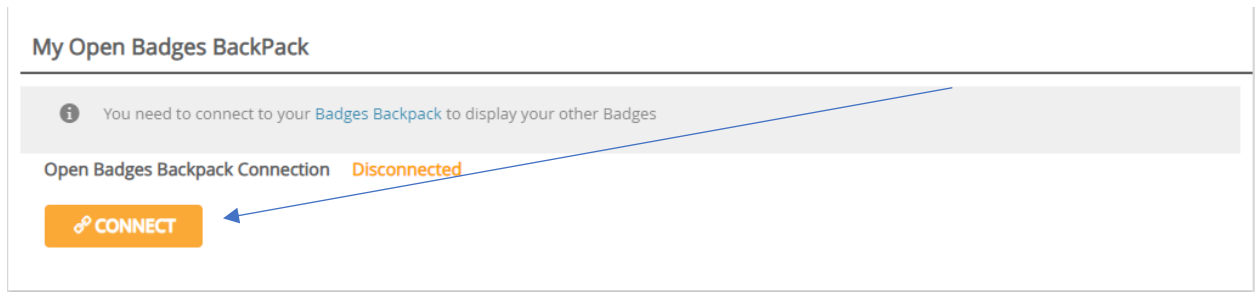 My Open Badges BackPack
You need to connect to your Badges Backpack to display your other Badges
Open Badges Backpack Connection Disconnected
CONNECT